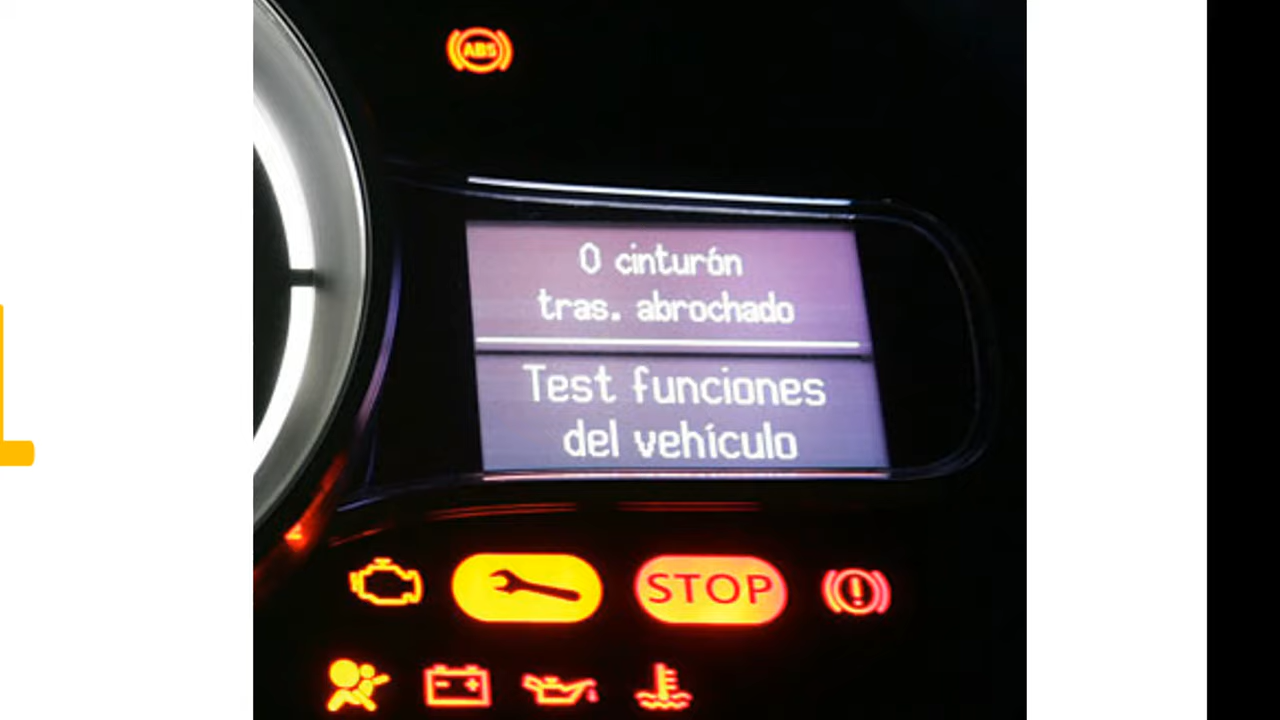 ABS
0 cinturón
tras. abrochado
Test funciones
del vehículo
STOP